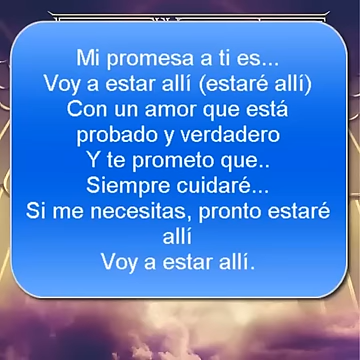 Mi promesa a ti es...
Voy a estar allí (estaré allí)
Con un amor que está
probado y verdadero
Y te prometo que..
Siempre cuidaré...
Si me necesitas, pronto estaré
allí
Voy a estar allí.